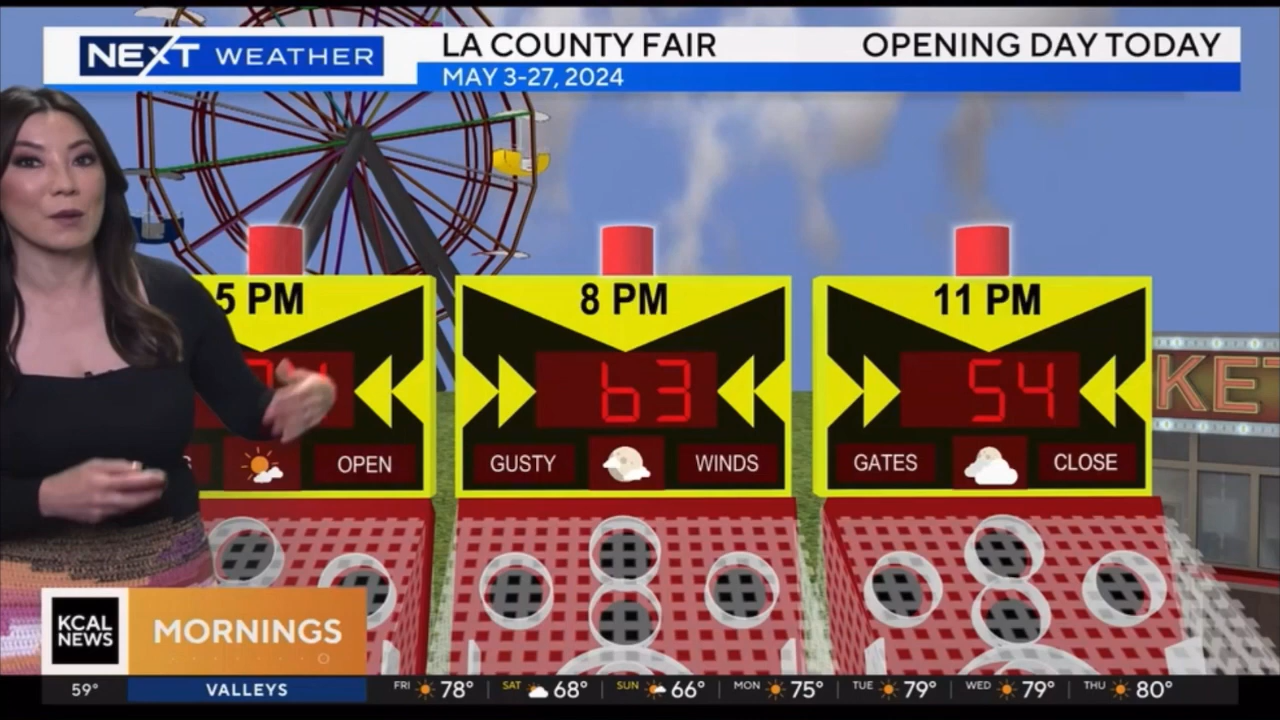 NEXT WEATHER
LA COUNTY FAIR OPENING DAY TODAY
MAY 3-27, 2024
5 PM
8 PM
11 PM
63
54
KET
OPEN
GUSTY WINDS
GATES CLOSE
KCAL NEWS
MORNINGS
59° VALLEYS FRI 78° SAT 68° SUN 66° MON 75° TUE 79° WED 79° THU 80°